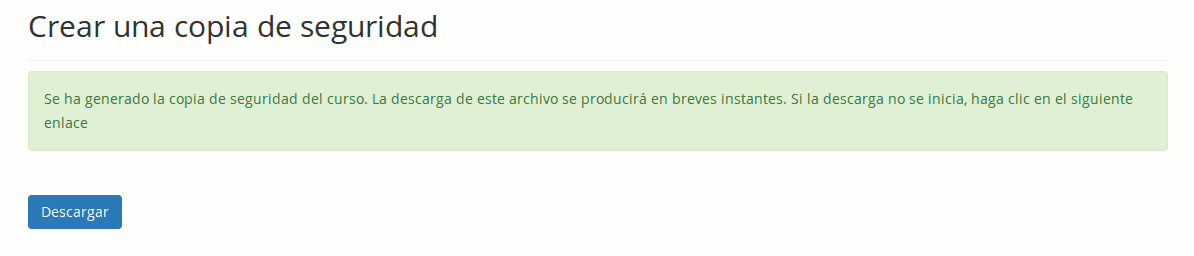 Crear una copia de seguridad
Se ha generado la copia de seguridad del curso. La descarga de este archivo se producirá en breves instantes. Si la descarga no se inicia, haga clic en el siguiente
enlace
Descargar